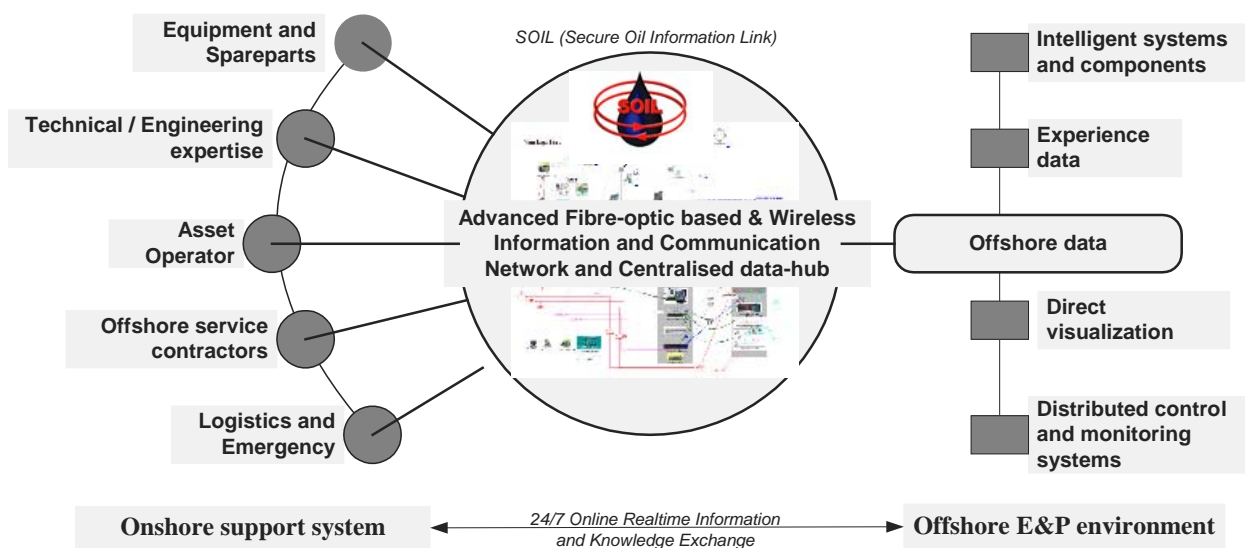 SOIL (Secure Oil Information Link)
Equipment and
Spareparts
Technical / Engineering
expertise
Asset
Operator
Offshore service
contractors
Logistics and
Emergency
SOIL
Advanced Fibre-optic based & Wireless
Information and Communication
Network and Centralised data-hub
Intelligent systems
and components
Experience
data
Offshore data
Direct
visualization
Distributed control
and monitoring
systems
Onshore support system
24/7 Online Realtime Information
and Knowledge Exchange
Offshore E&P environment